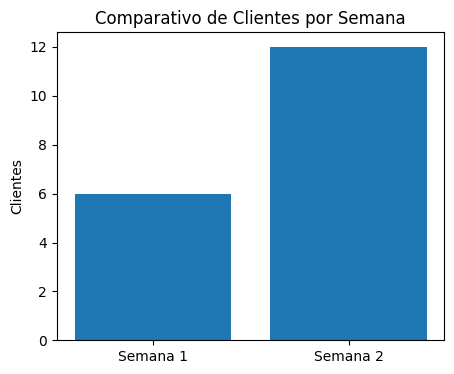 Comparativo de Clientes por Semana
12
10
8
6
4
2
0
Clientes
Semana 1
Semana 2